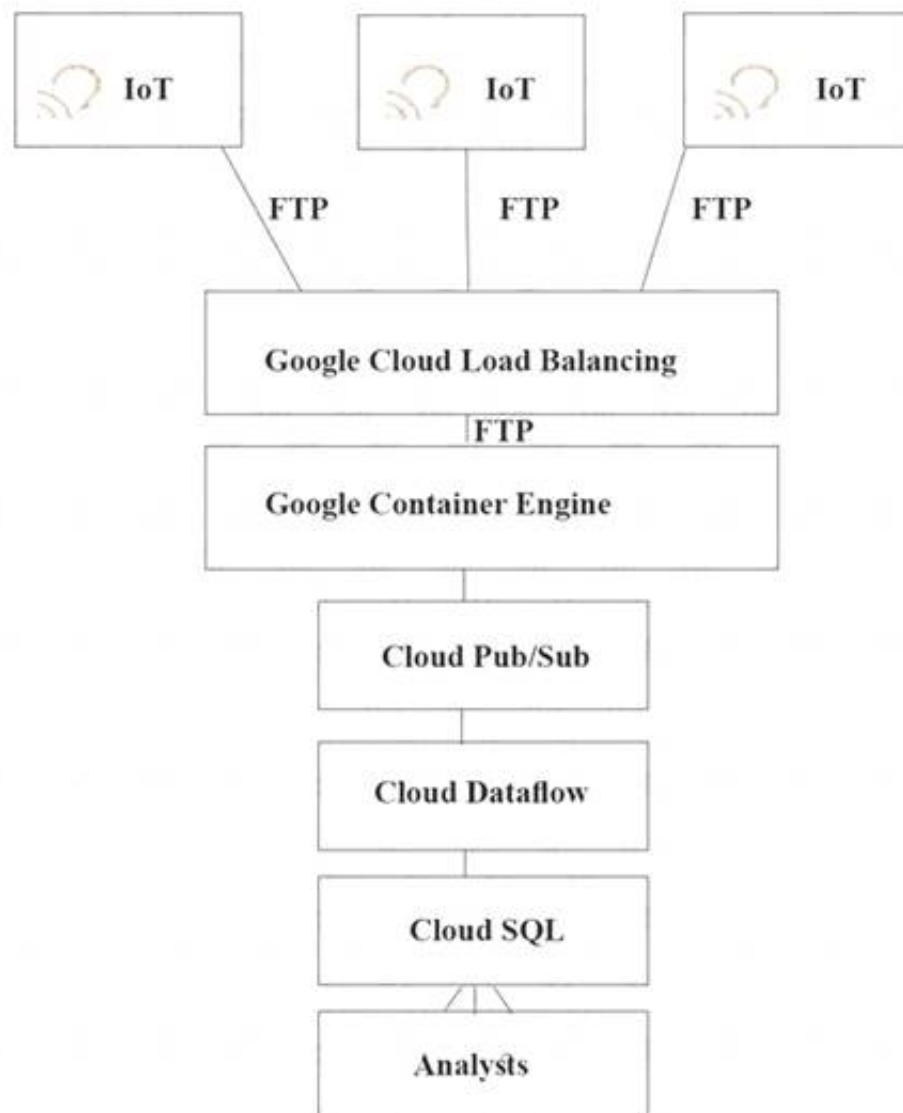 IoT
IoT
IoT
FTP
FTP
FTP
Google Cloud Load Balancing
FTP
Google Container Engine
Cloud Pub/Sub
Cloud Dataflow
Cloud SQL
Analysts